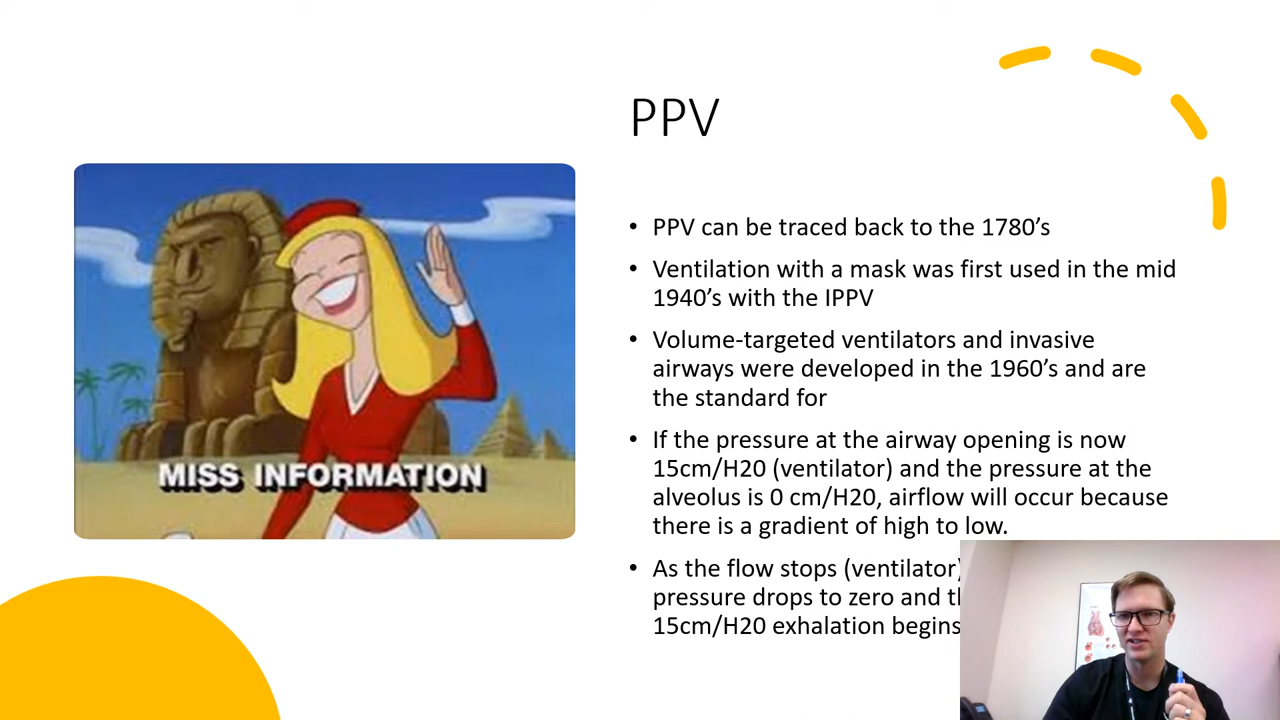 PPV
MISS INFORMATION
• PPV can be traced back to the 1780’s
• Ventilation with a mask was first used in the mid
1940’s with the IPPV
• Volume-targeted ventilators and invasive
airways were developed in the 1960’s and are
the standard for
• If the pressure at the airway opening is now
15cm/H20 (ventilator) and the pressure at the
alveolus is 0 cm/H20, airflow will occur because
there is a gradient of high to low.
• As the flow stops (ventilator)
pressure drops to zero and
15cm/H20 exhalation begins